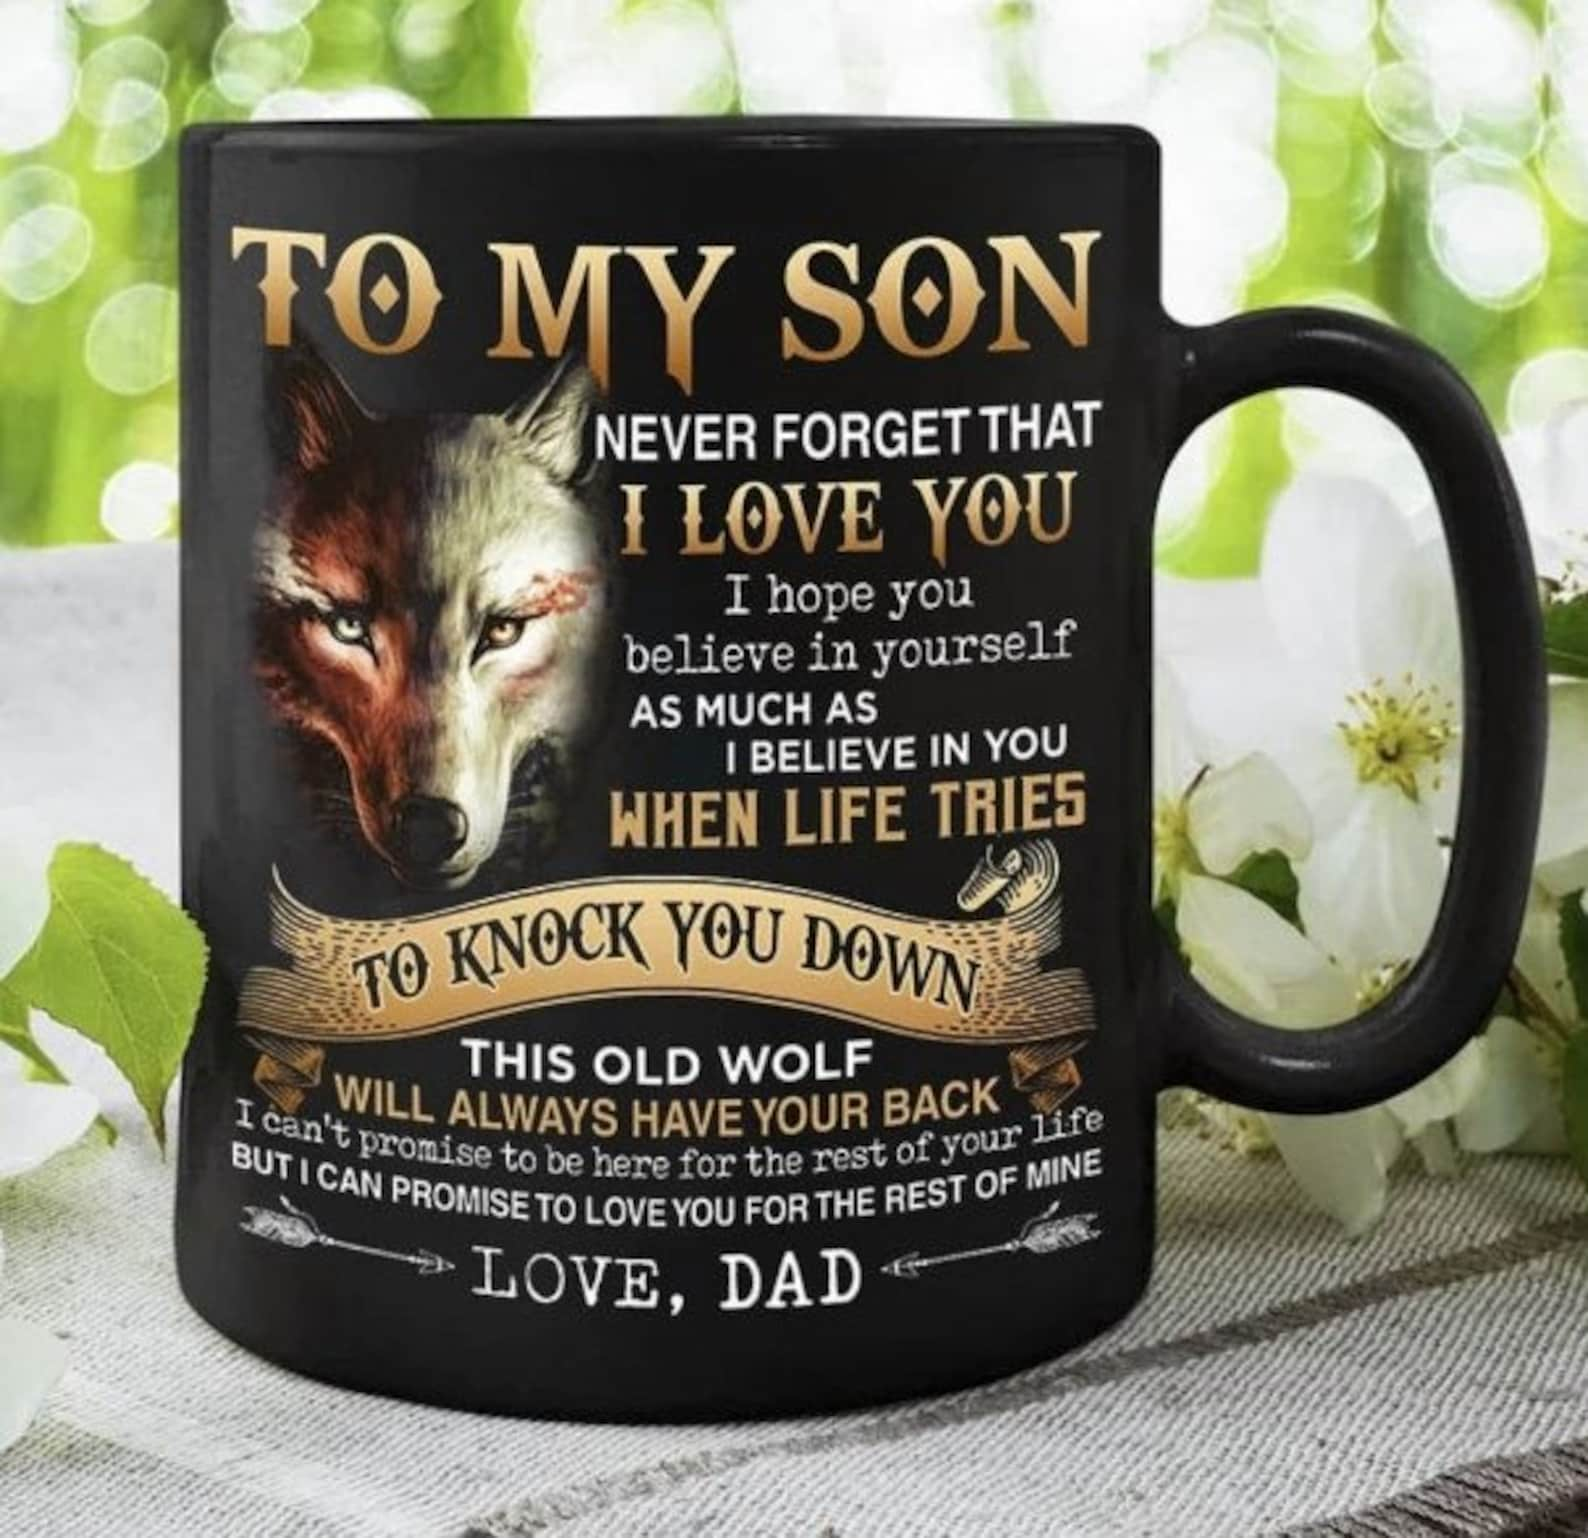 TO MY SON
NEVER FORGET THAT
I LOVE YOU
I hope you
believe in yourself
AS MUCH AS
I BELIEVE IN YOU
WHEN LIFE TRIES
TO KNOCK YOU DOWN
THIS OLD WOLF
WILL ALWAYS HAVE YOUR BACK
I can't promise to be here for the rest of your life
BUT I CAN PROMISE TO LOVE YOU FOR THE REST OF MINE
LOVE, DAD